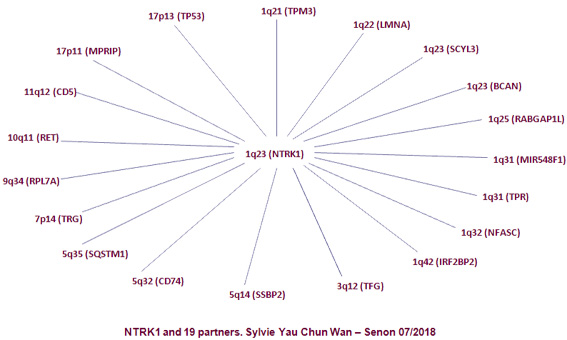 1q21 (TPM3)
17p13 (TP53)
1q22 (LMNA)
17p11 (MPRIP)
1q23 (SCYL3)
11q12 (CD5)
1q23 (BCAN)
1q25 (RABGAP1L)
10q11 (RET)
1q23 (NTRK1)
1q31 (MIR548F1)
9q34 (RPL7A)
1q31 (TPR)
7p14 (TRG)
1q32 (NFASC)
5q35 (SQSTM1)
1q42 (IRF2BP2)
5q32 (CD74)
3q12 (TFG)
5q14 (SSBP2)
NTRK1 and 19 partners. Sylvie Yau Chun Wan – Senon 07/2018